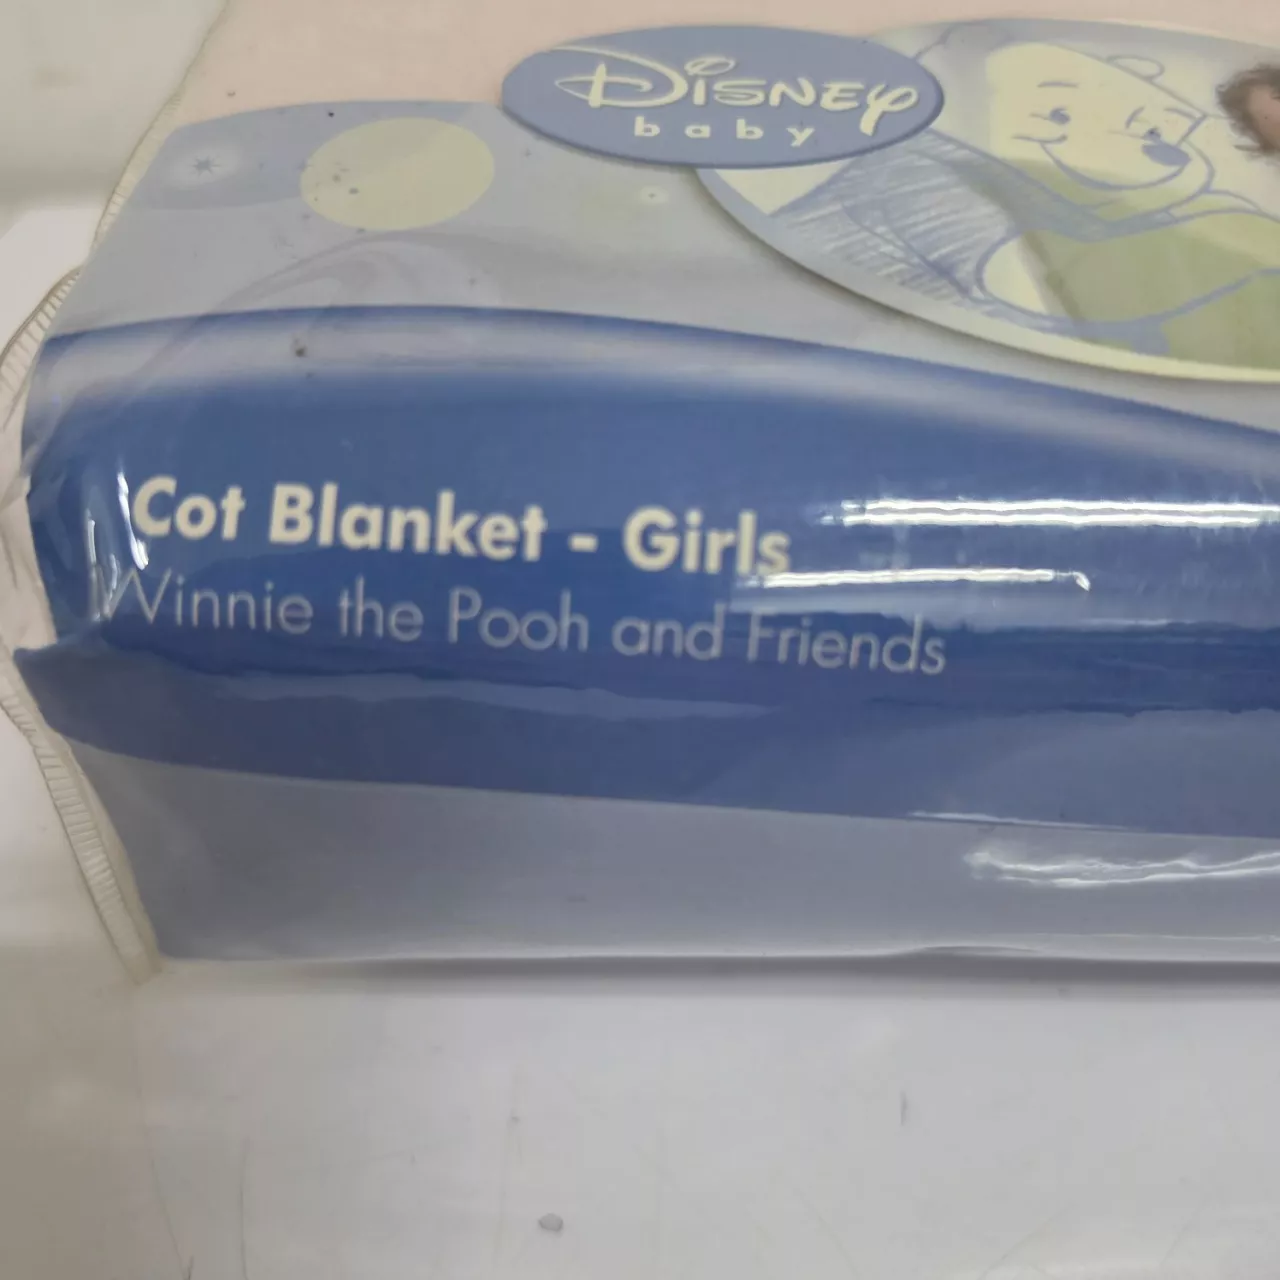 Disney
baby
Cot Blanket - Girls
Winnie the Pooh and Friends